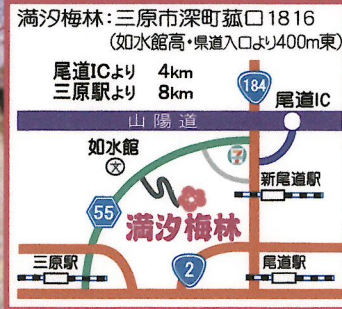 満汐梅林:三原市深町菰口1816
(如水館高・県道入口より400m東)
尾道ICより 4km
三原駅より 8km
184
尾道IC
山陽道
如水館
文
7
新尾道駅
55
満汐梅林
三原駅
2
尾道駅